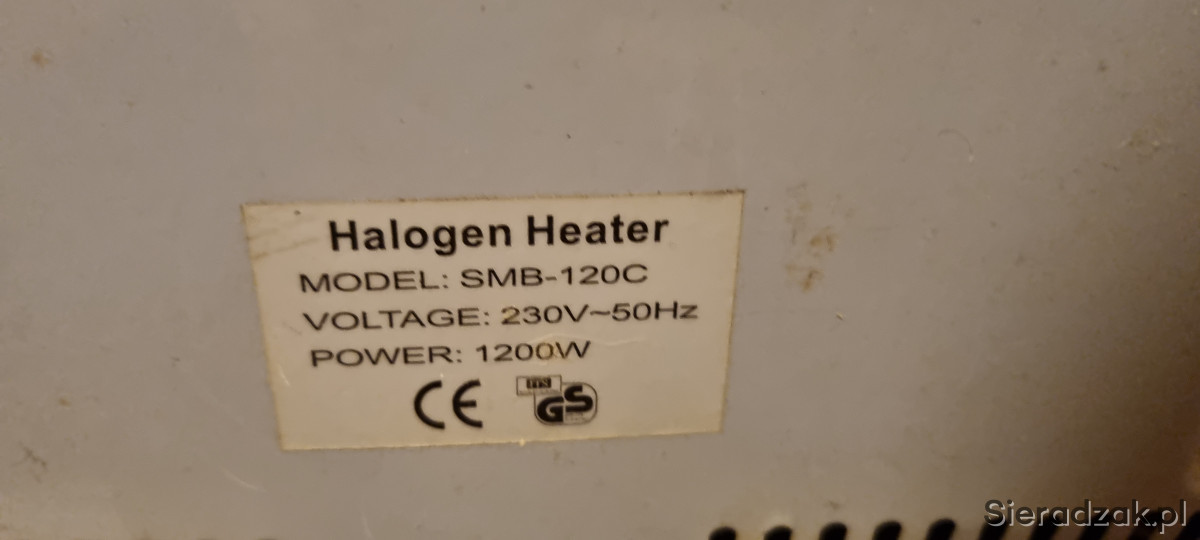 Halogen Heater
MODEL: SMB-120C
VOLTAGE: 230V~50Hz
POWER: 1200W
CE
GS
Sieradzak.pl